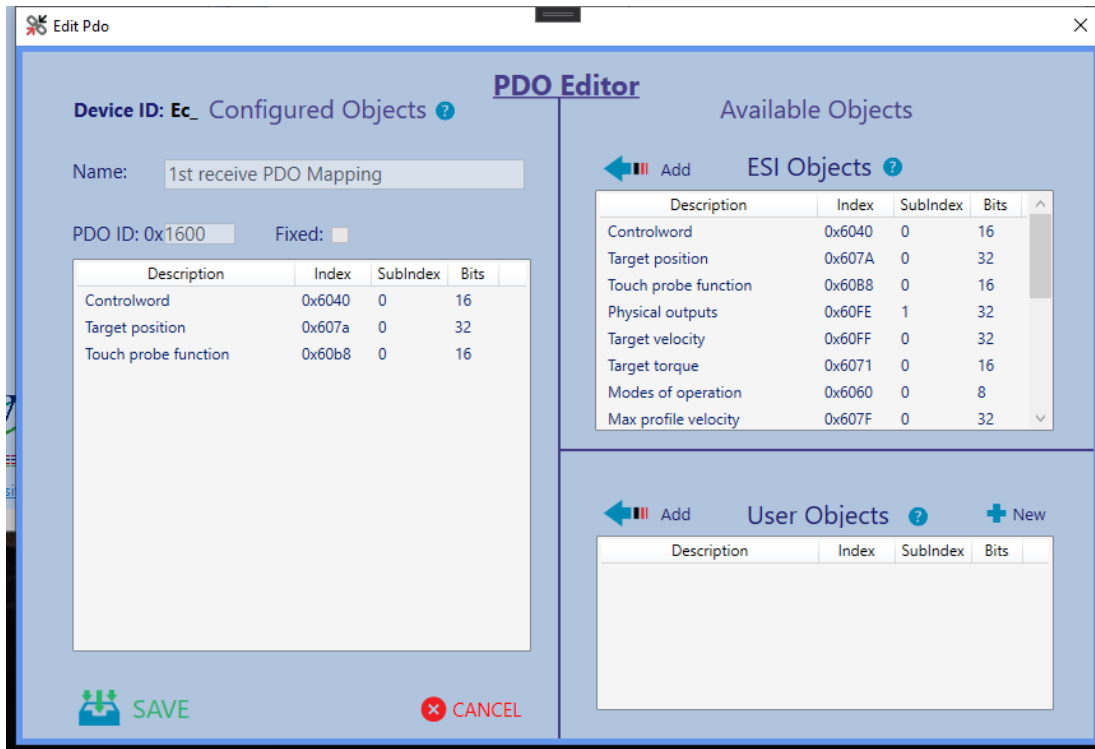 Edit Pdo
PDO Editor
Device ID: Ec_ Configured Objects ?
Name: 1st receive PDO Mapping
PDO ID: 0x1600 Fixed:
Description Index SubIndex Bits
Controlword 0x6040 0 16
Target position 0x607a 0 32
Touch probe function 0x60b8 0 16
SAVE
CANCEL
Available Objects
Add ESI Objects ?
Description Index SubIndex Bits
Controlword 0x6040 0 16
Target position 0x607A 0 32
Touch probe function 0x60B8 0 16
Physical outputs 0x60FE 1 32
Target velocity 0x60FF 0 32
Target torque 0x6071 0 16
Modes of operation 0x6060 0 8
Max profile velocity 0x607F 0 32
Add User Objects ? New
Description Index SubIndex Bits